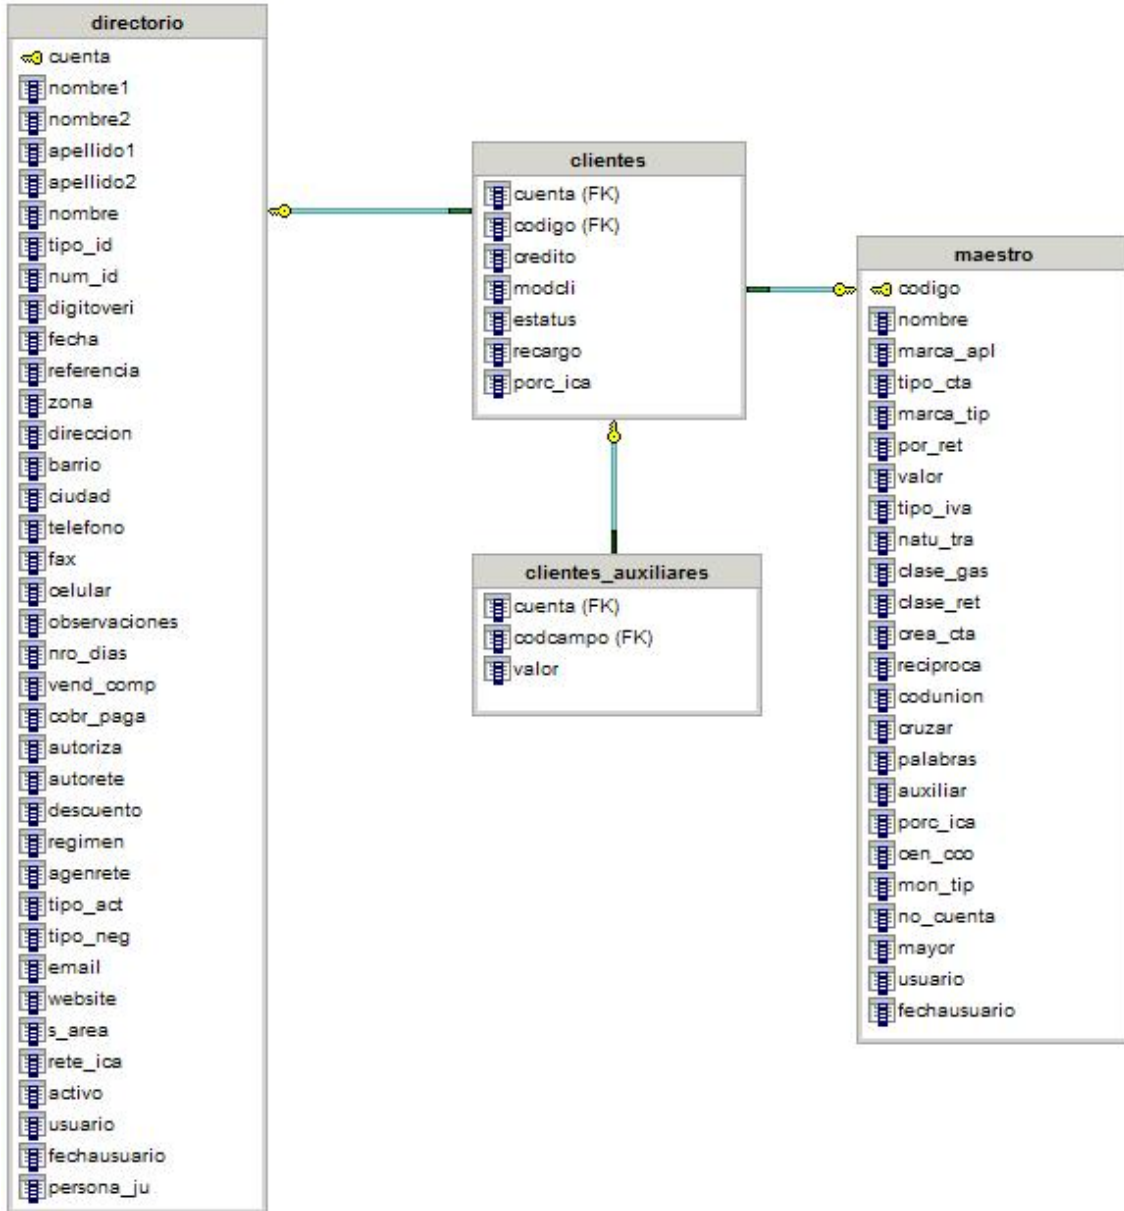 directorio
cuenta
nombre1
nombre2
apellido1
apellido2
nombre
tipo_id
num_id
digitoveri
fecha
referencia
zona
direccion
barrio
ciudad
telefono
fax
celular
observaciones
nro_dias
vend_comp
cobr_paga
autoriza
autorete
descuento
regimen
agenrete
tipo_act
tipo_neg
email
website
s_area
rete_ica
activo
usuario
fechausuario
persona_ju
clientes
cuenta (FK)
codigo (FK)
credito
modcli
estatus
recargo
porc_ica
clientes_auxiliares
cuenta (FK)
codcampo (FK)
valor
maestro
codigo
nombre
marca_apl
tipo_cta
marca_tip
por_ret
valor
tipo_iva
natu_tra
clase_gas
clase_ret
crea_cta
reciproca
codunion
cruzar
palabras
auxiliar
porc_ica
cen_cco
mon_tip
no_cuenta
mayor
usuario
fechausuario